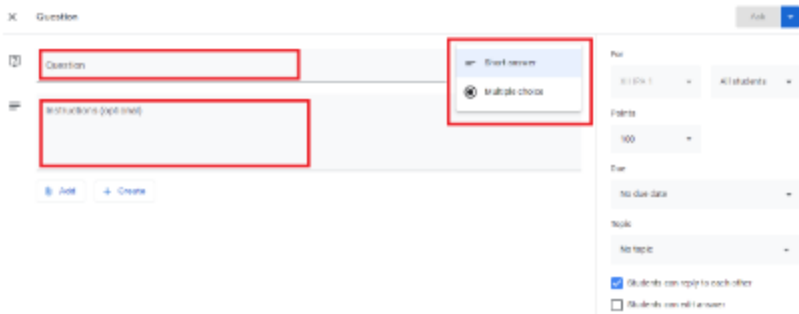 Question
Ask
Question
Short answer
Multiple choice
Instructions (optional)
Add
Create
For
All students
Points
100
Due
No due date
Topic
No topic
Students can reply to each other
Students can edit answer